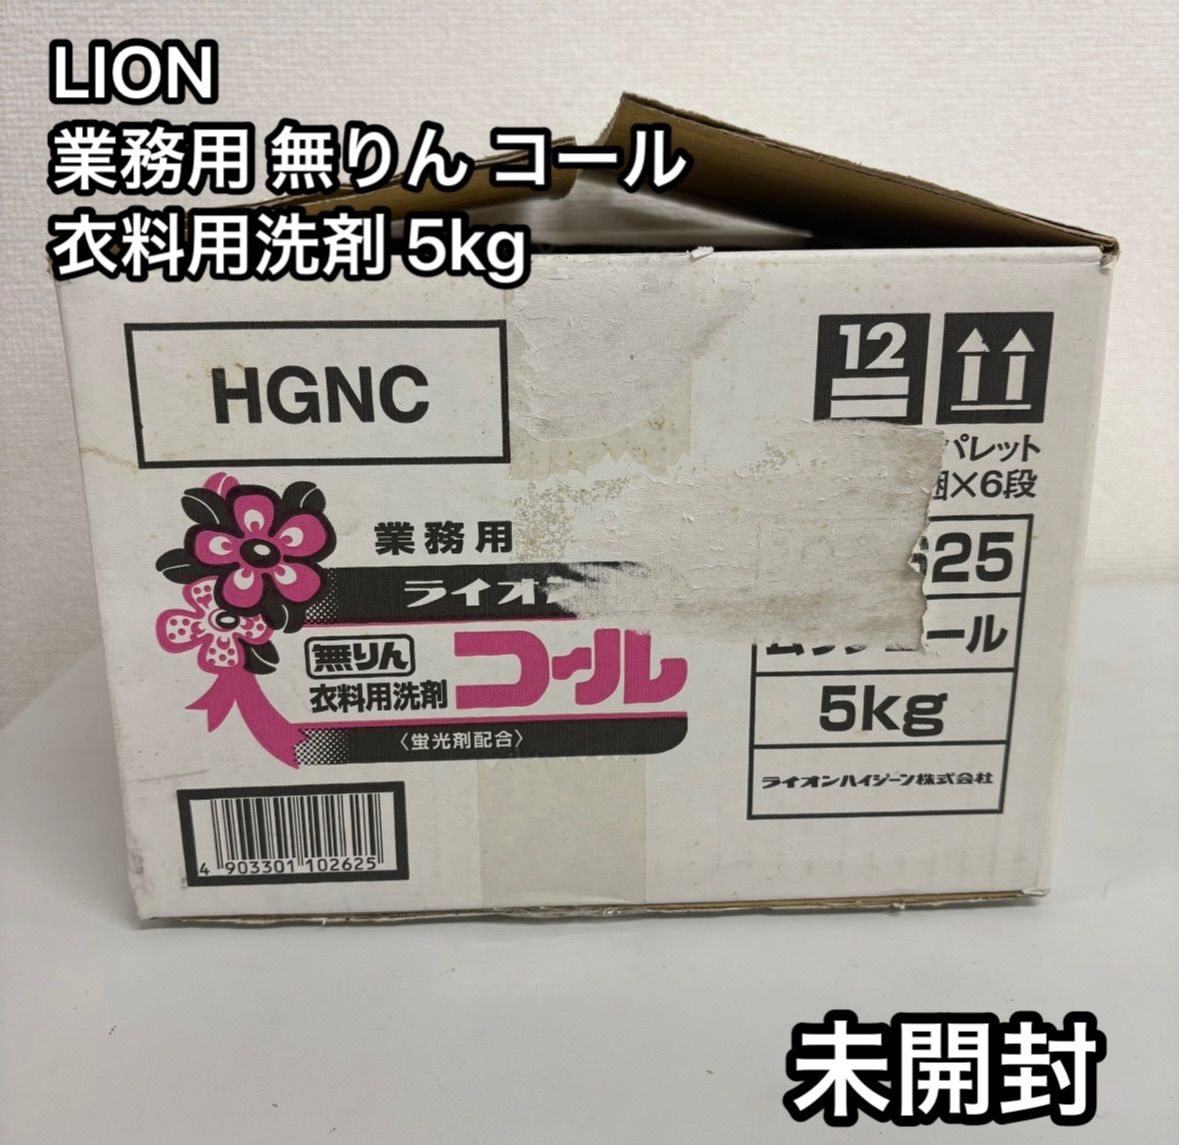 LION
業務用 無りん コール
衣料用洗剤 5kg
HGNC
12
パレット
×6段
業務用
ライオン
無りん
衣料用洗剤 コール
〈蛍光剤配合〉
625
ール
5kg
ライオンハイジーン株式会社
4 903301 102625
未開封